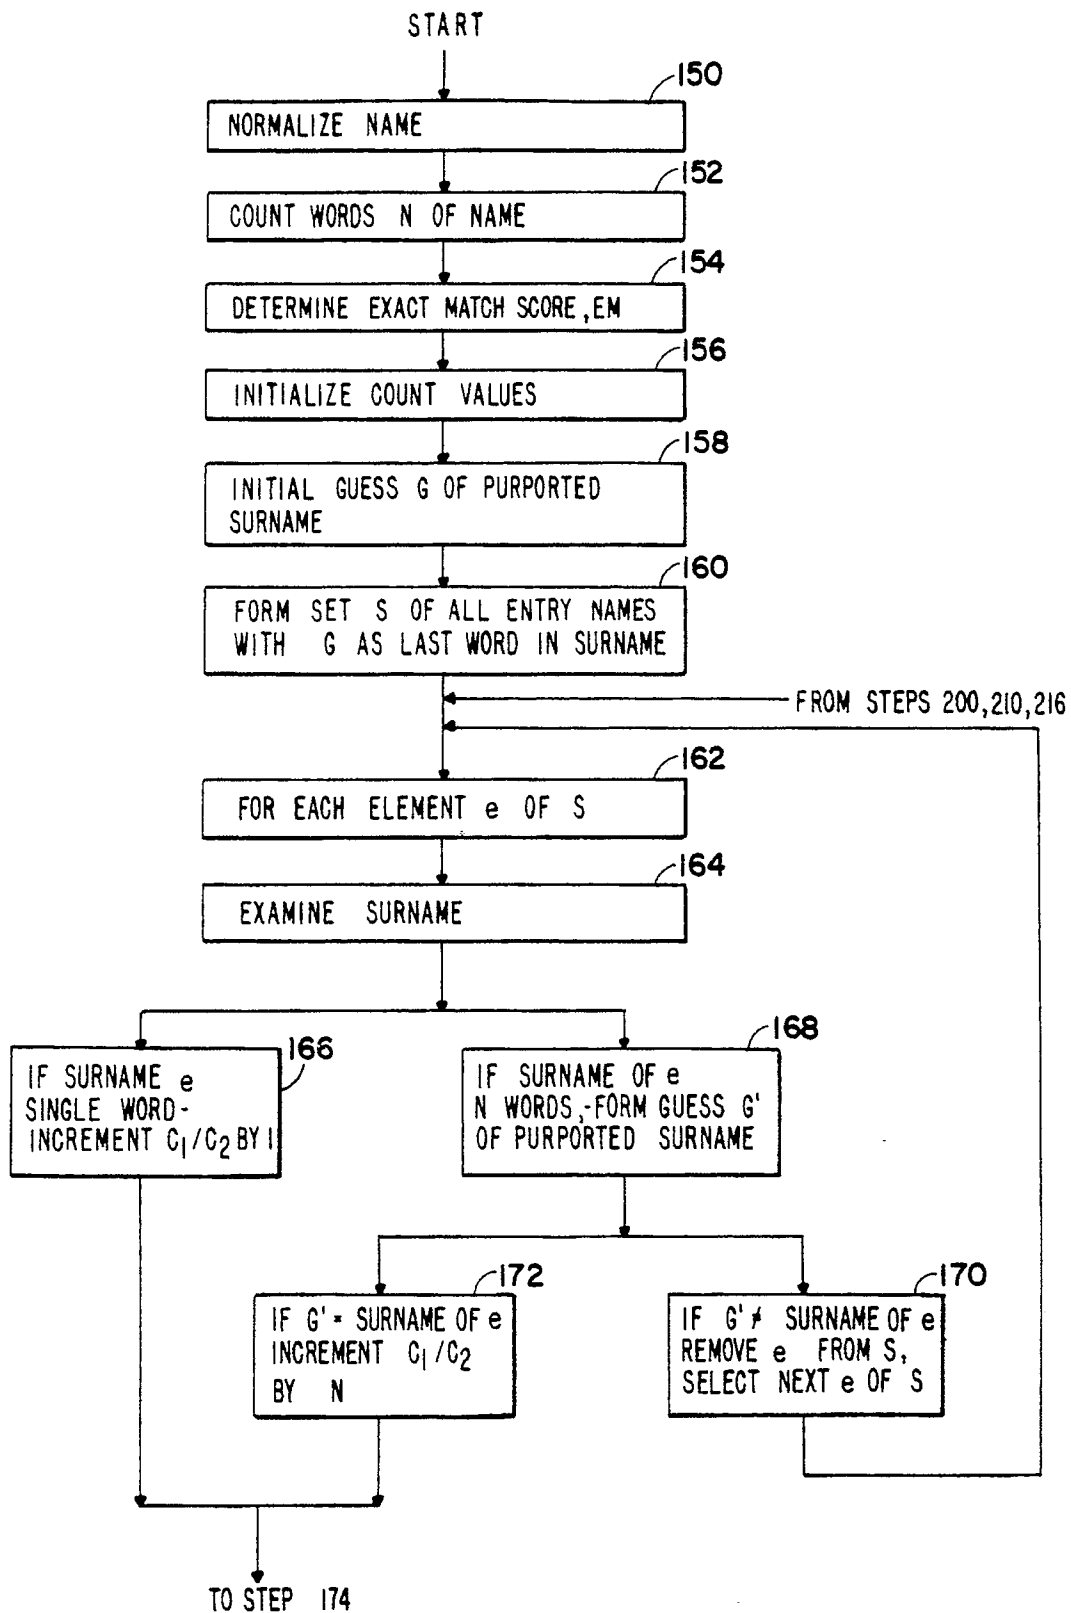 START
150
NORMALIZE NAME
152
COUNT WORDS N OF NAME
154
DETERMINE EXACT MATCH SCORE, EM
156
INITIALIZE COUNT VALUES
158
INITIAL GUESS G OF PURPORTED
SURNAME
160
FORM SET S OF ALL ENTRY NAMES
WITH G AS LAST WORD IN SURNAME
FROM STEPS 200,210,216
162
FOR EACH ELEMENT e OF S
164
EXAMINE SURNAME
166
IF SURNAME e
SINGLE WORD-
INCREMENT C₁/C₂ BY 1
168
IF SURNAME OF e
N WORDS,-FORM GUESS G'
OF PURPORTED SURNAME
172
IF G' = SURNAME OF e
INCREMENT C₁/C₂
BY N
170
IF G' ≠ SURNAME OF e
REMOVE e FROM S,
SELECT NEXT e OF S
TO STEP 174